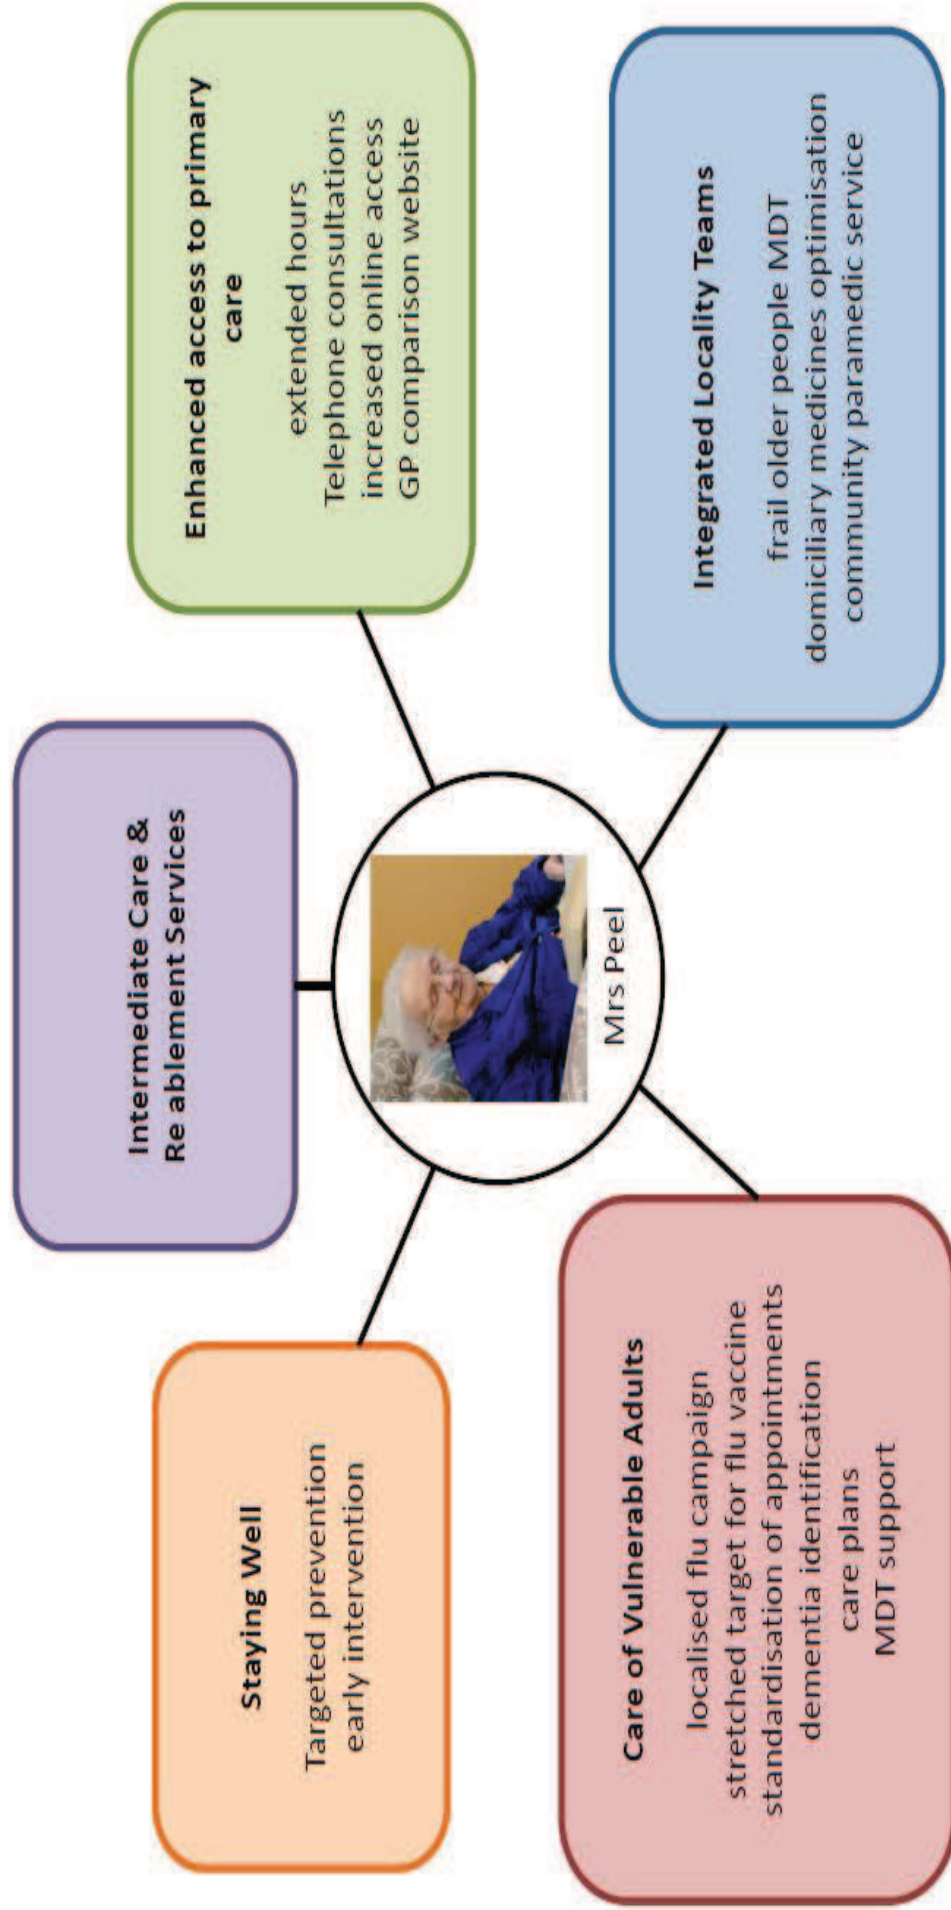 Intermediate Care &
Re ablement Services
Enhanced access to primary
care
extended hours
Telephone consultations
increased online access
GP comparison website
Integrated Locality Teams
frail older people MDT
domiciliary medicines optimisation
community paramedic service
Care of Vulnerable Adults
localised flu campaign
stretched target for flu vaccine
standardisation of appointments
dementia identification
care plans
MDT support
Staying Well
Targeted prevention
early intervention
Mrs Peel